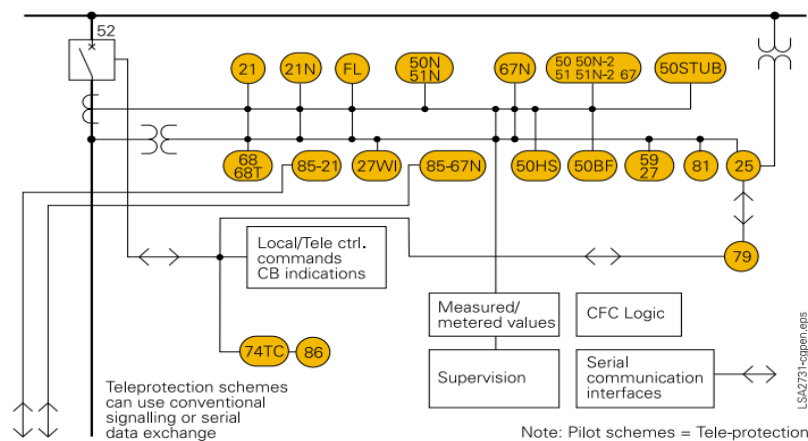 52
21
21N
FL
50N
51N
67N
50 50N-2
51 51N-2 67
50STUB
68
68T
85-21
27WI
85-67N
50HS
50BF
59
27
81
25
79
Local/Tele ctrl.
commands
CB indications
Measured/
metered values
CFC Logic
74TC
86
Supervision
Serial
communication
interfaces
Teleprotection schemes
can use conventional
signalling or serial
data exchange
Note: Pilot schemes = Tele-protection
LSA2731-cgpen.eps